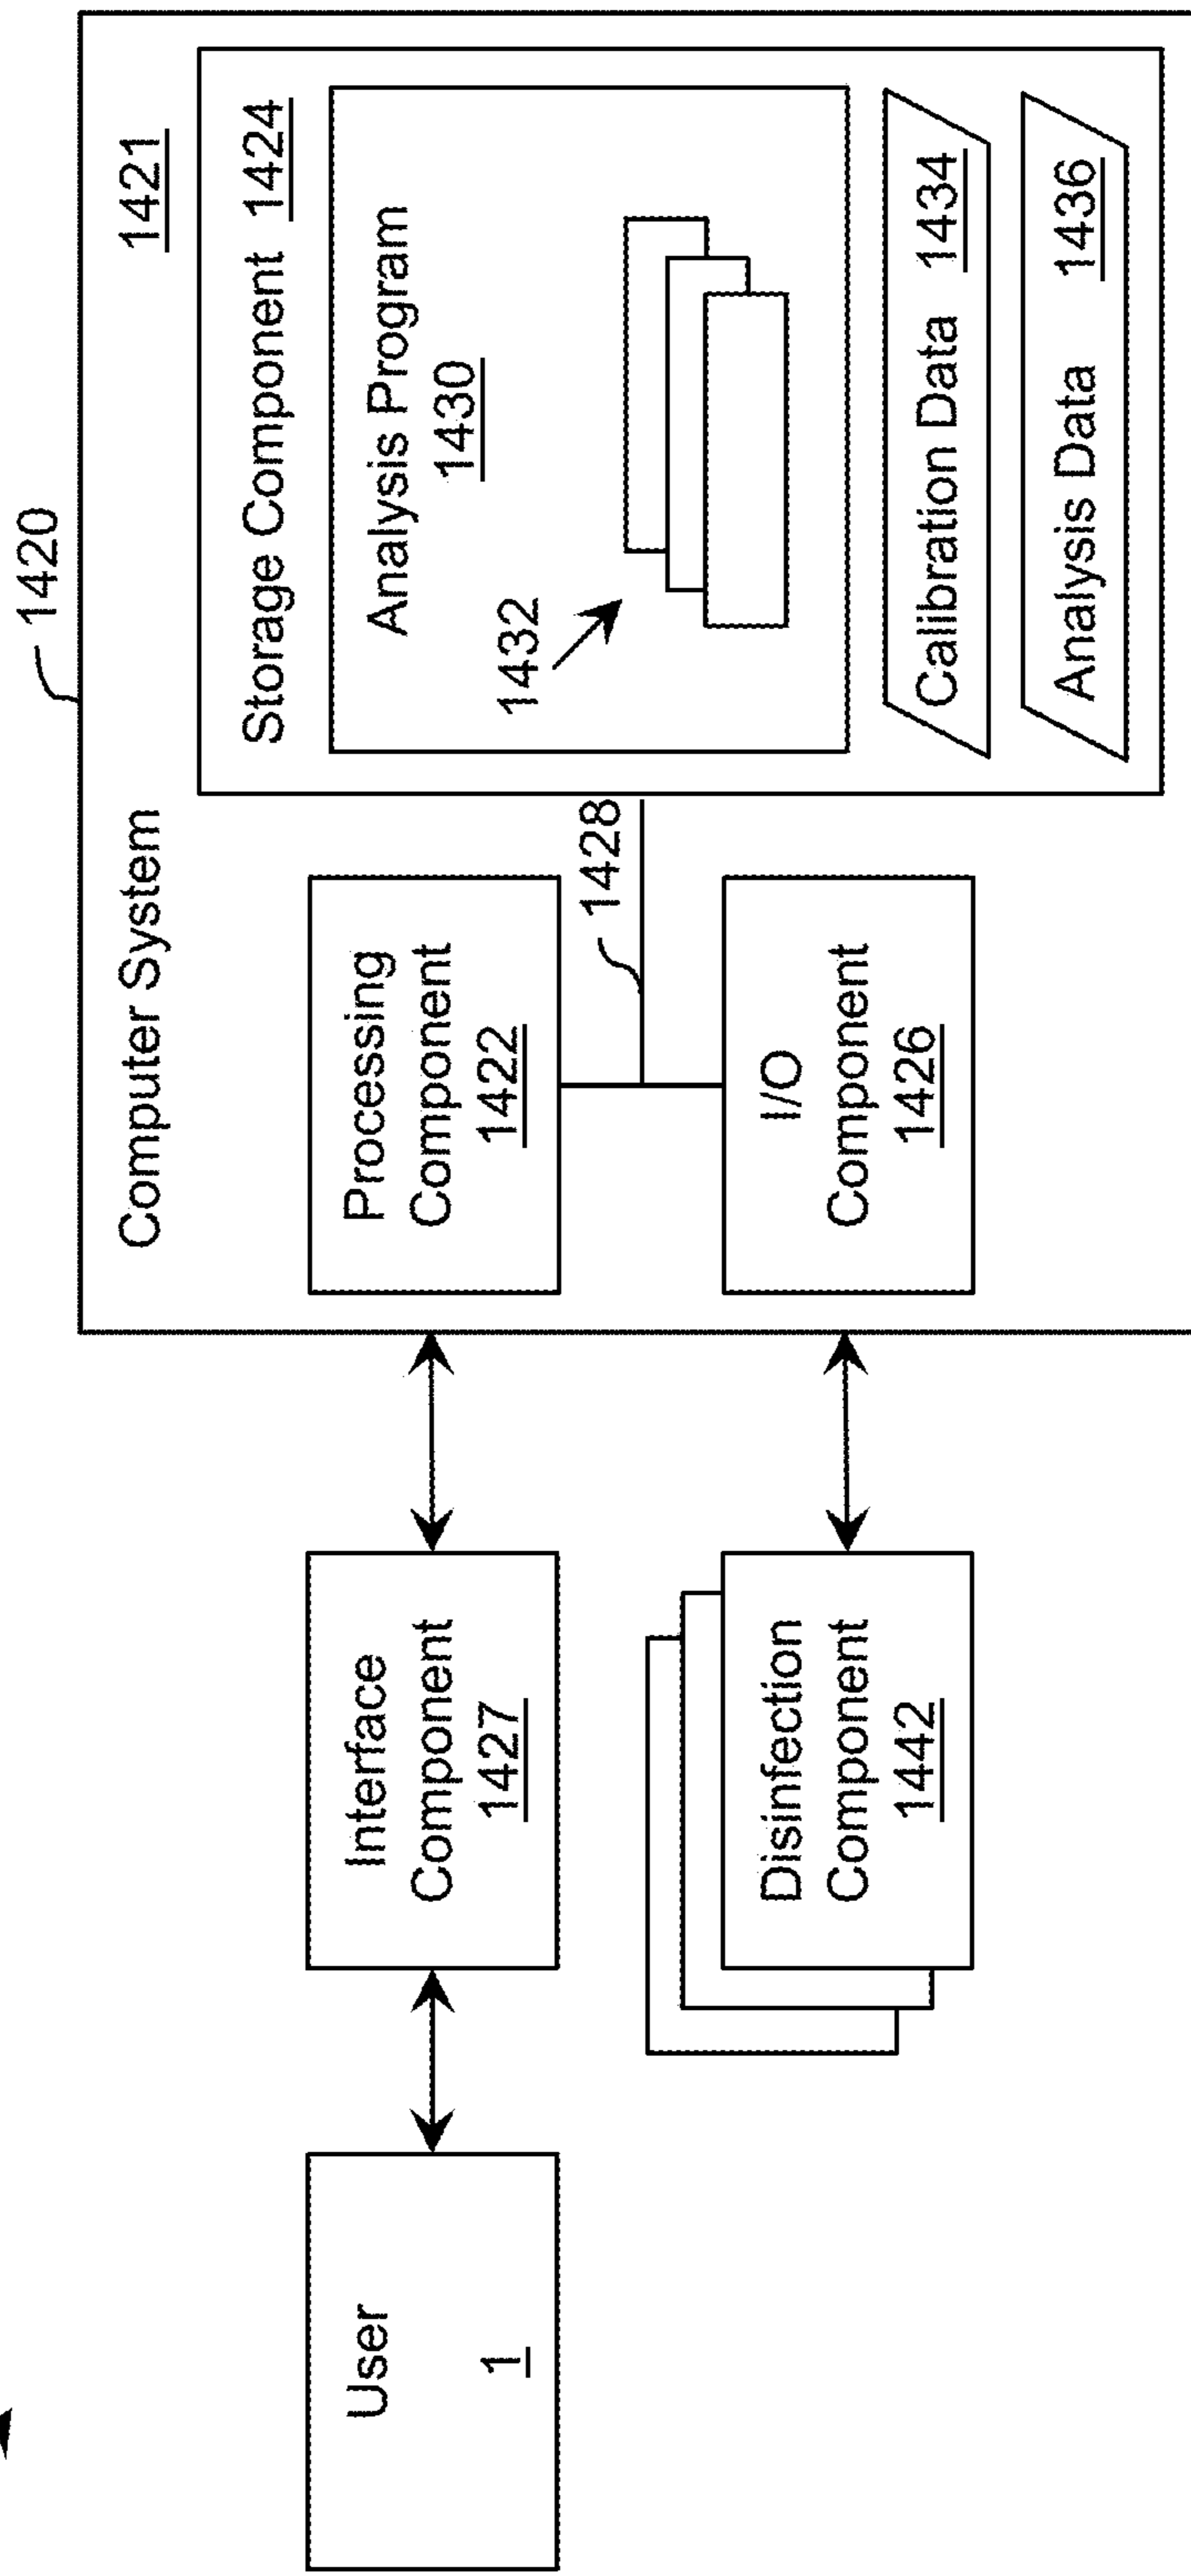 1420
Computer System
1421
Storage Component 1424
Analysis Program
1430
1432
Calibration Data 1434
Analysis Data 1436
Processing
Component
1422
1428
I/O
Component
1426
Interface
Component
1427
Disinfection
Component
1442
User
1